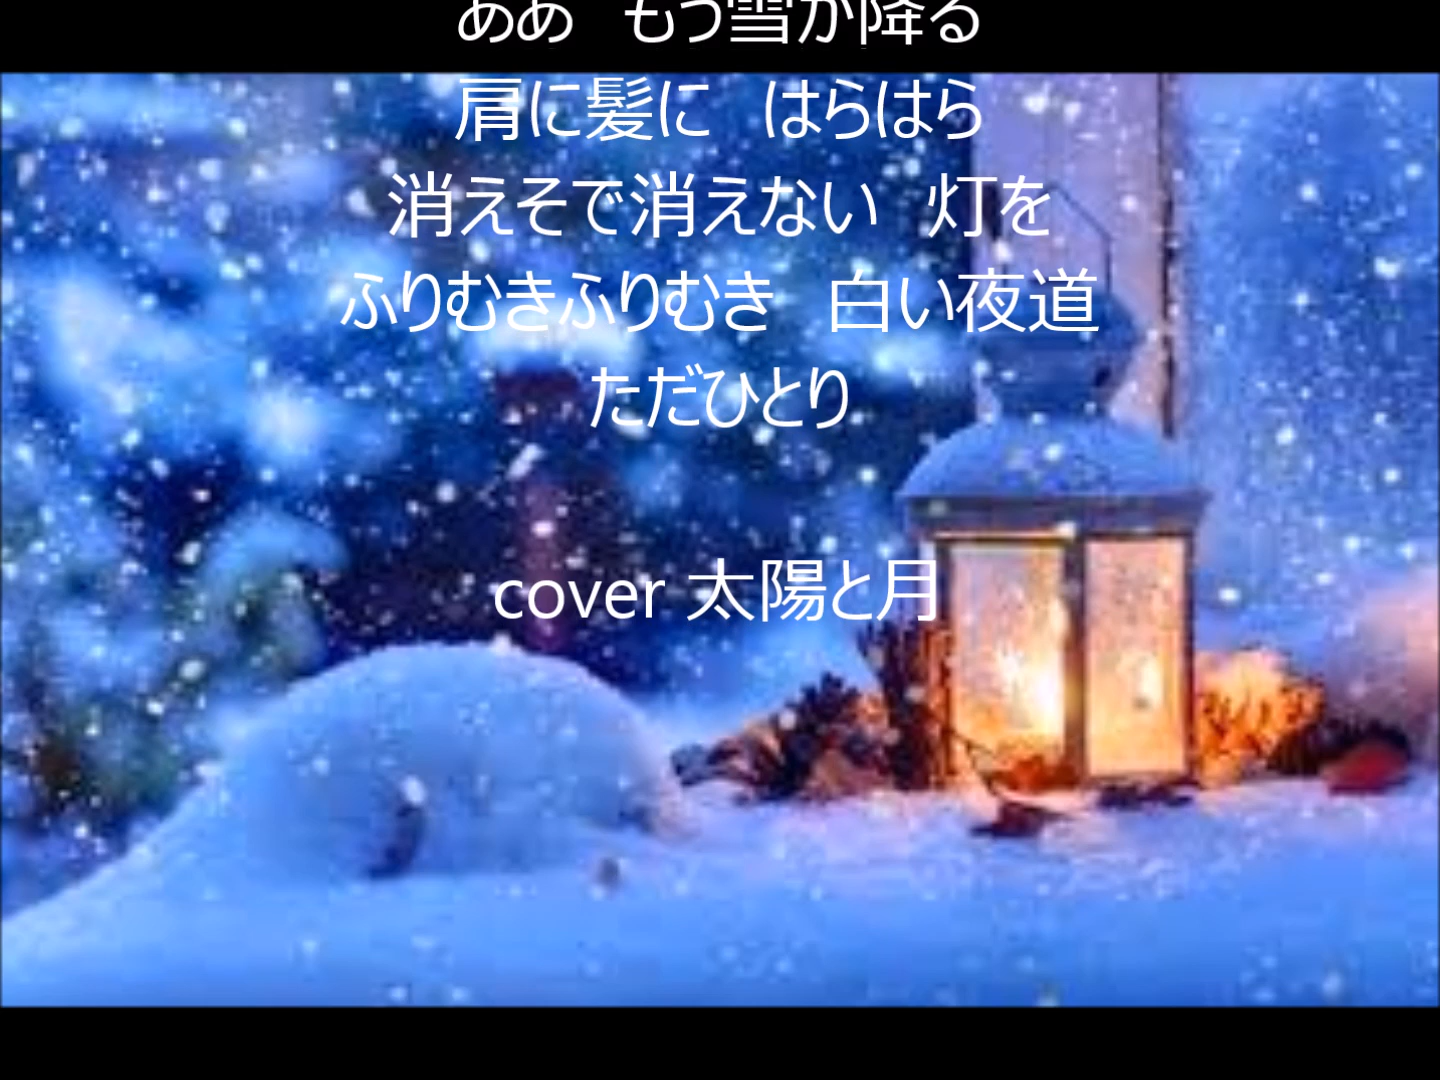 ああ　もう雪が降る
肩に髪に　はらはら
消えそで消えない　灯を
ふりむきふりむき　白い夜道
ただひとり
cover 太陽と月